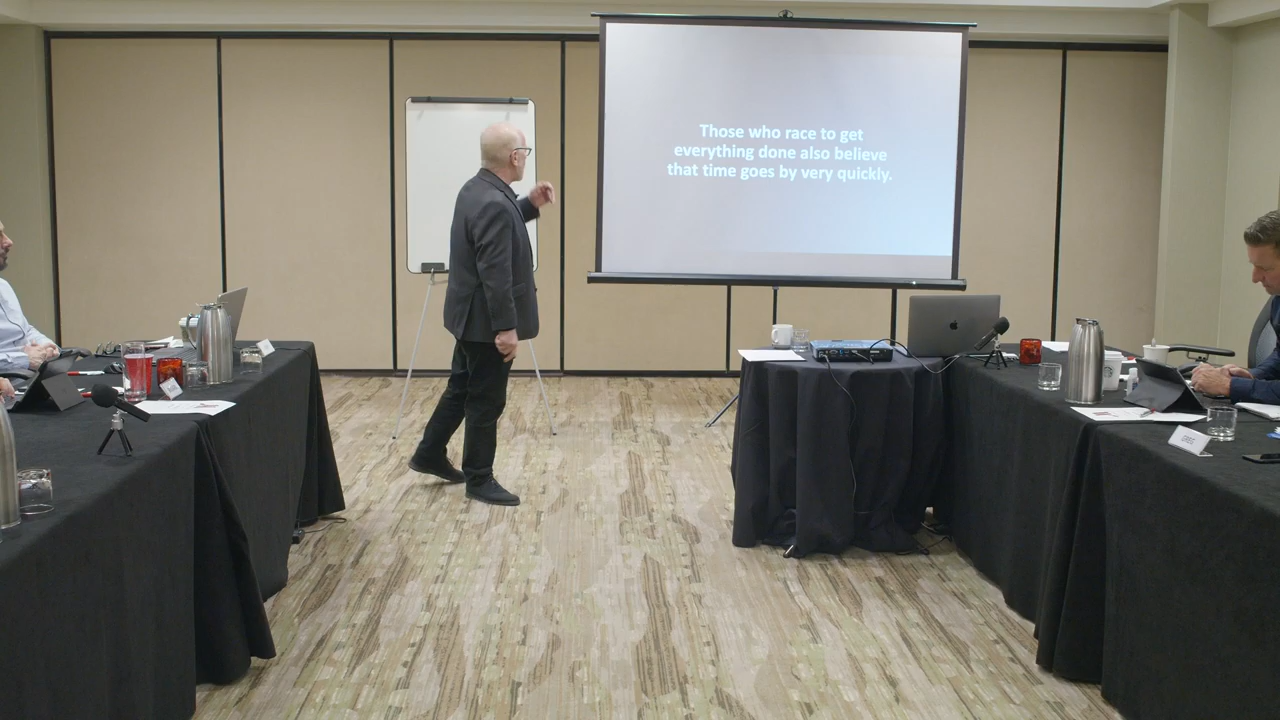 Those who race to get
everything done also believe
that time goes by very quickly.